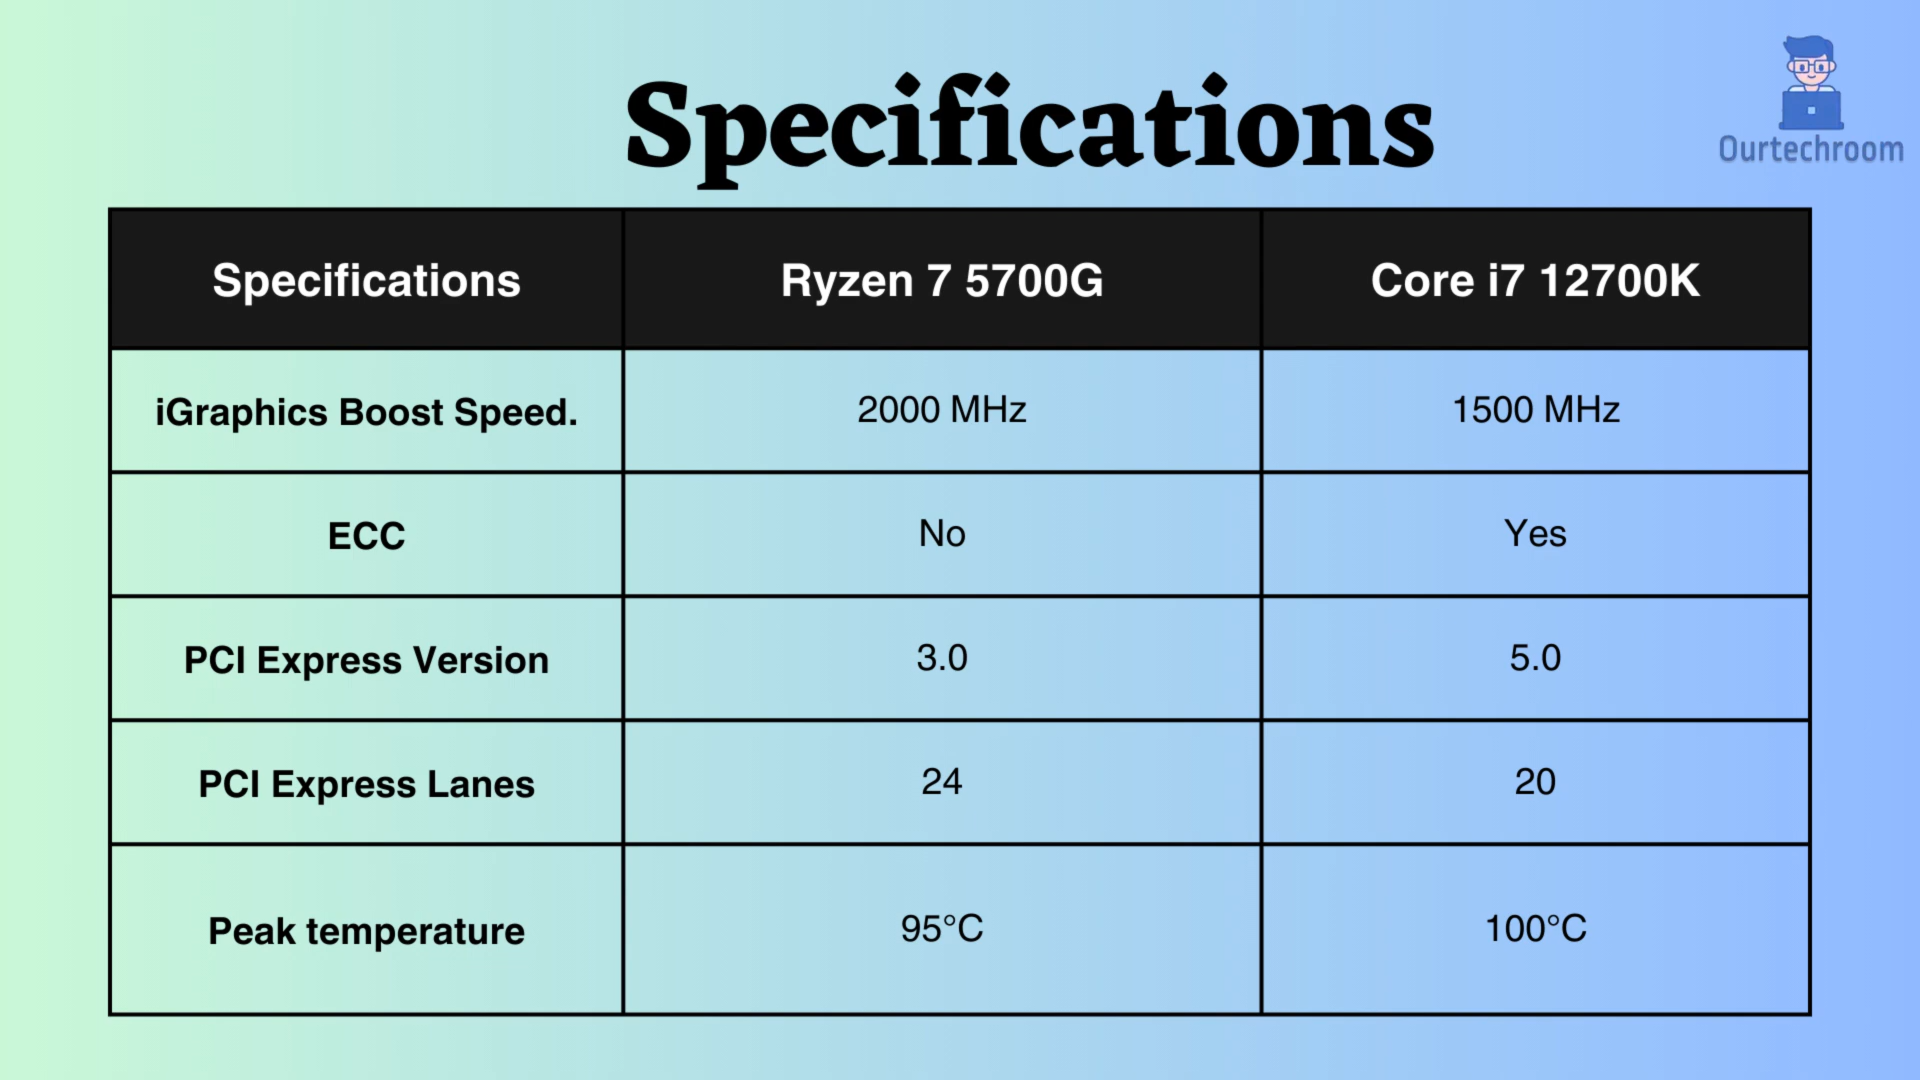 Specifications
Ourtechroom
Specifications Ryzen 7 5700G Core i7 12700K
iGraphics Boost Speed. 2000 MHz 1500 MHz
ECC No Yes
PCI Express Version 3.0 5.0
PCI Express Lanes 24 20
Peak temperature 95°C 100°C